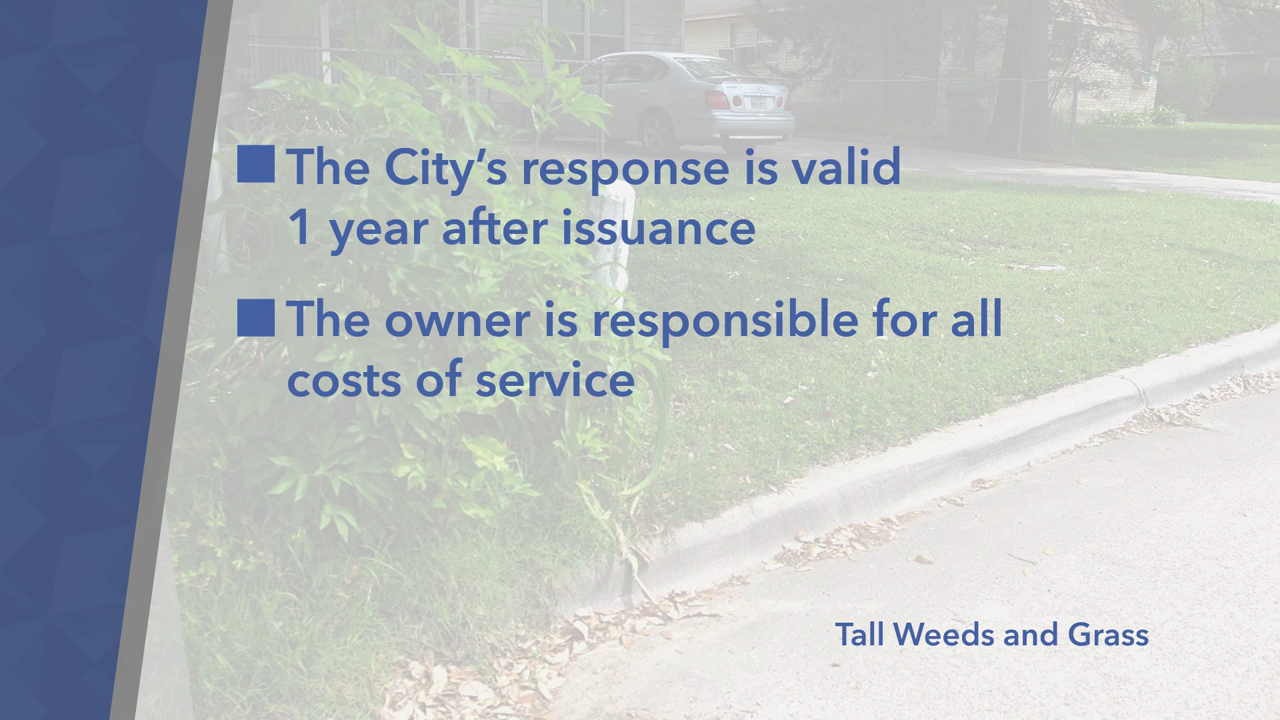 The City’s response is valid
1 year after issuance
The owner is responsible for all
costs of service
Tall Weeds and Grass